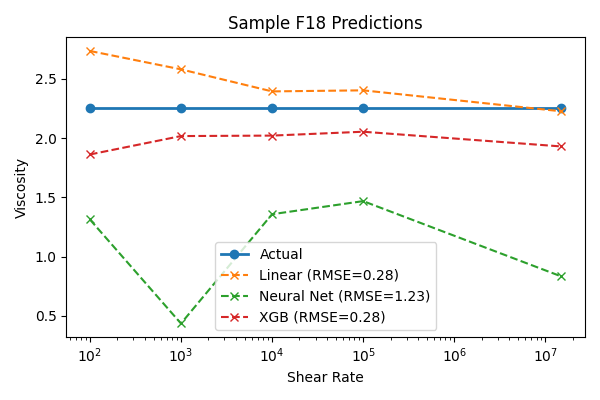 Sample F18 Predictions
Viscosity
2.5
2.0
1.5
1.0
0.5
Actual
Linear (RMSE=0.28)
Neural Net (RMSE=1.23)
XGB (RMSE=0.28)
10² 10³ 10⁴ 10⁵ 10⁶ 10⁷
Shear Rate